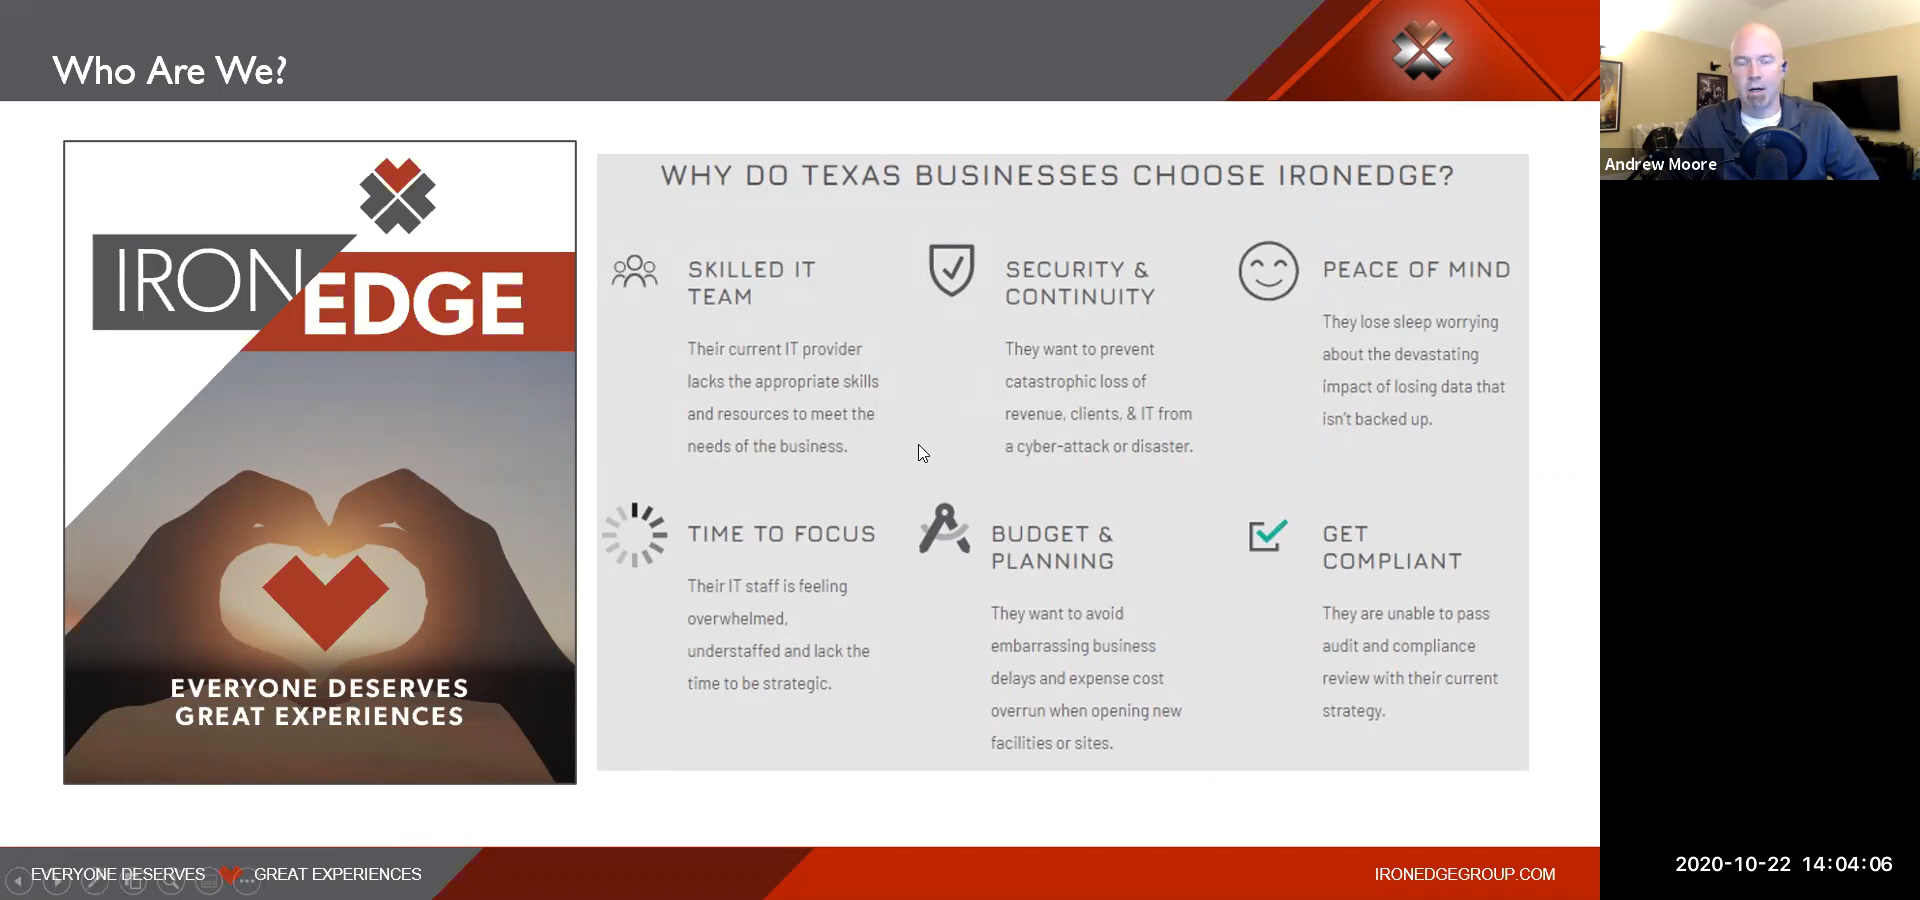 Who Are We?
IRON
EDGE
EVERYONE DESERVES
GREAT EXPERIENCES
WHY DO TEXAS BUSINESSES CHOOSE IRONEDGE?
SKILLED IT
TEAM
Their current IT provider
lacks the appropriate skills
and resources to meet the
needs of the business.
SECURITY &
CONTINUITY
They want to prevent
catastrophic loss of
revenue, clients, & IT from
a cyber-attack or disaster.
PEACE OF MIND
They lose sleep worrying
about the devastating
impact of losing data that
isn't backed up.
TIME TO FOCUS
Their IT staff is feeling
overwhelmed,
understaffed and lack the
time to be strategic.
BUDGET &
PLANNING
They want to avoid
embarrassing business
delays and expense cost
overrun when opening new
facilities or sites.
GET
COMPLIANT
They are unable to pass
audit and compliance
review with their current
strategy.
EVERYONE DESERVES GREAT EXPERIENCES
IRONEDGEGROUP.COM
Andrew Moore
2020-10-22 14:04:06